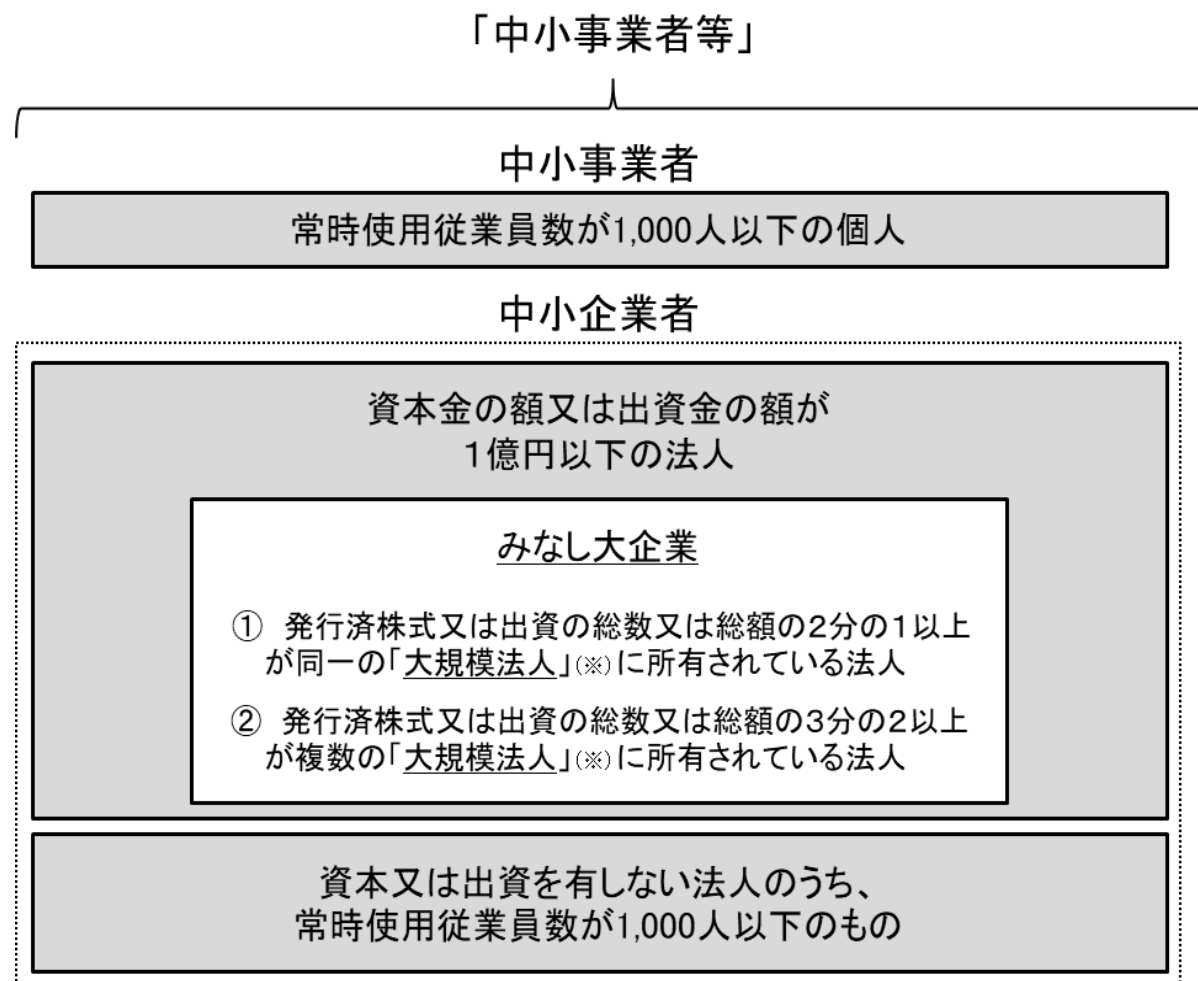 「中小事業者等」
中小事業者
常時使用従業員数が1,000人以下の個人
中小企業者
資本金の額又は出資金の額が
１億円以下の法人
みなし大企業
① 発行済株式又は出資の総数又は総額の２分の１以上
が同一の「大規模法人」(※)に所有されている法人
② 発行済株式又は出資の総数又は総額の３分の２以上
が複数の「大規模法人」(※)に所有されている法人
資本又は出資を有しない法人のうち、
常時使用従業員数が1,000人以下のもの